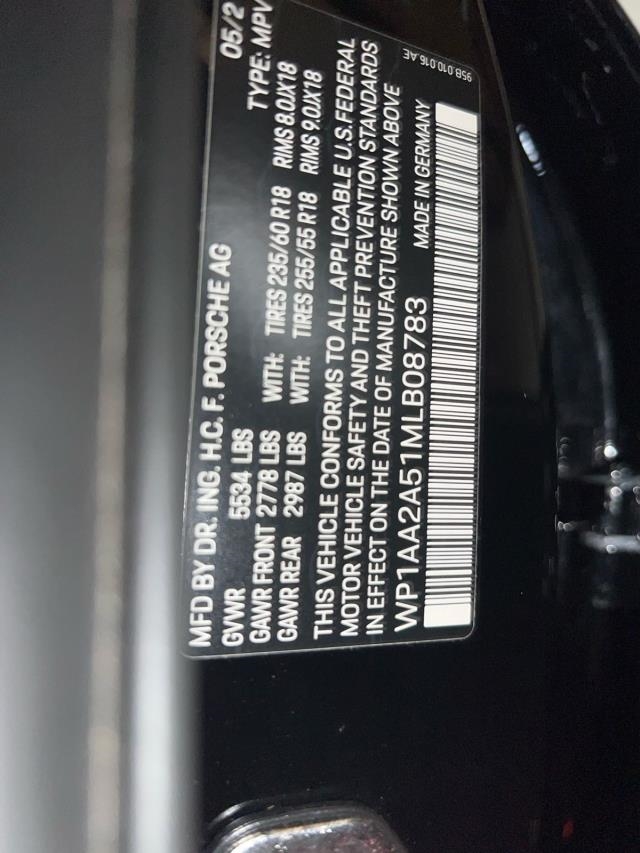 MFD BY DR. ING. H.C. F. PORSCHE AG 05/2
GVWR 5534 LBS TYPE: MPV
GAWR FRONT 2778 LBS WITH: TIRES 235/60 R18 RIMS 8.0JX18
GAWR REAR 2987 LBS WITH: TIRES 255/55 R18 RIMS 9.0JX18
THIS VEHICLE CONFORMS TO ALL APPLICABLE U.S. FEDERAL
MOTOR VEHICLE SAFETY AND THEFT PREVENTION STANDARDS
IN EFFECT ON THE DATE OF MANUFACTURE SHOWN ABOVE
WP1AA2A51MLB08783 MADE IN GERMANY
95B.010.016.AE